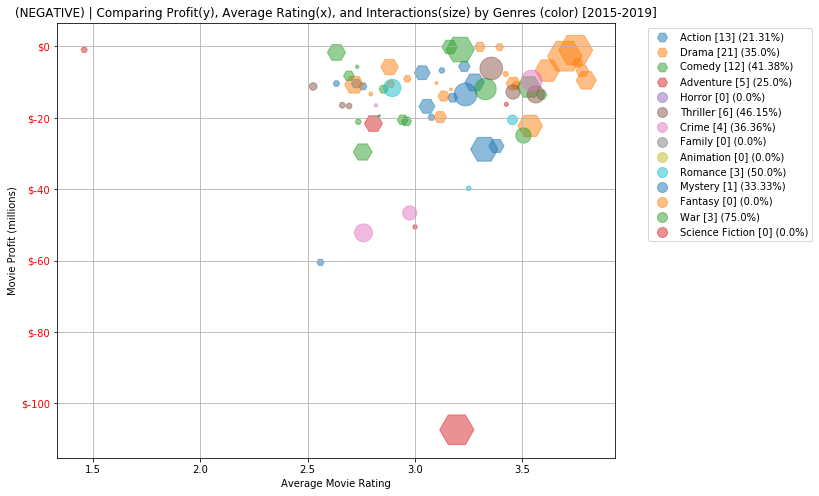 (NEGATIVE) | Comparing Profit(y), Average Rating(x), and Interactions(size) by Genres (color) [2015-2019]
$0
$-20
$-40
$-60
$-80
$-100
Movie Profit (millions)
1.5
2.0
2.5
3.0
3.5
Average Movie Rating
Action [13] (21.31%)
Drama [21] (35.0%)
Comedy [12] (41.38%)
Adventure [5] (25.0%)
Horror [0] (0.0%)
Thriller [6] (46.15%)
Crime [4] (36.36%)
Family [0] (0.0%)
Animation [0] (0.0%)
Romance [3] (50.0%)
Mystery [1] (33.33%)
Fantasy [0] (0.0%)
War [3] (75.0%)
Science Fiction [0] (0.0%)